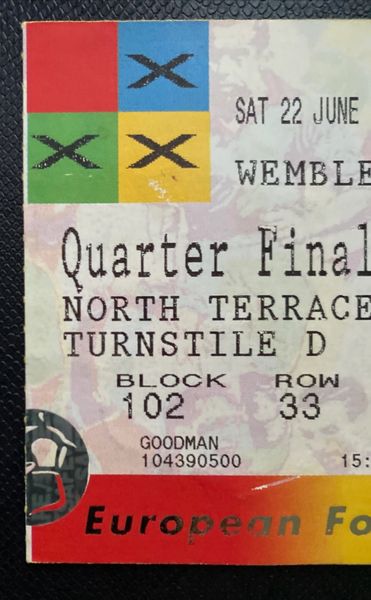 SAT 22 JUNE
WEMBLE
Quarter Final
NORTH TERRACE
TURNSTILE D
BLOCK ROW
102 33
GOODMAN
104390500 15:
European Fo